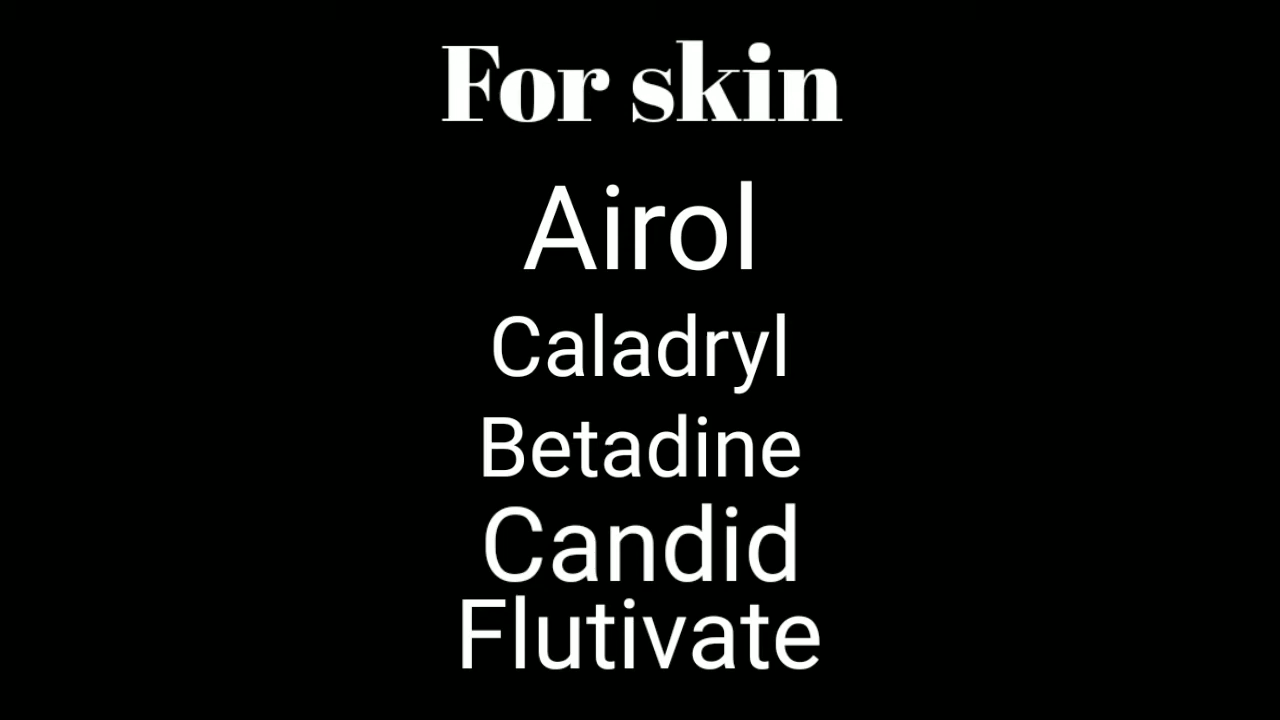 For skin
Airol
Caladryl
Betadine
Candid
Flutivate